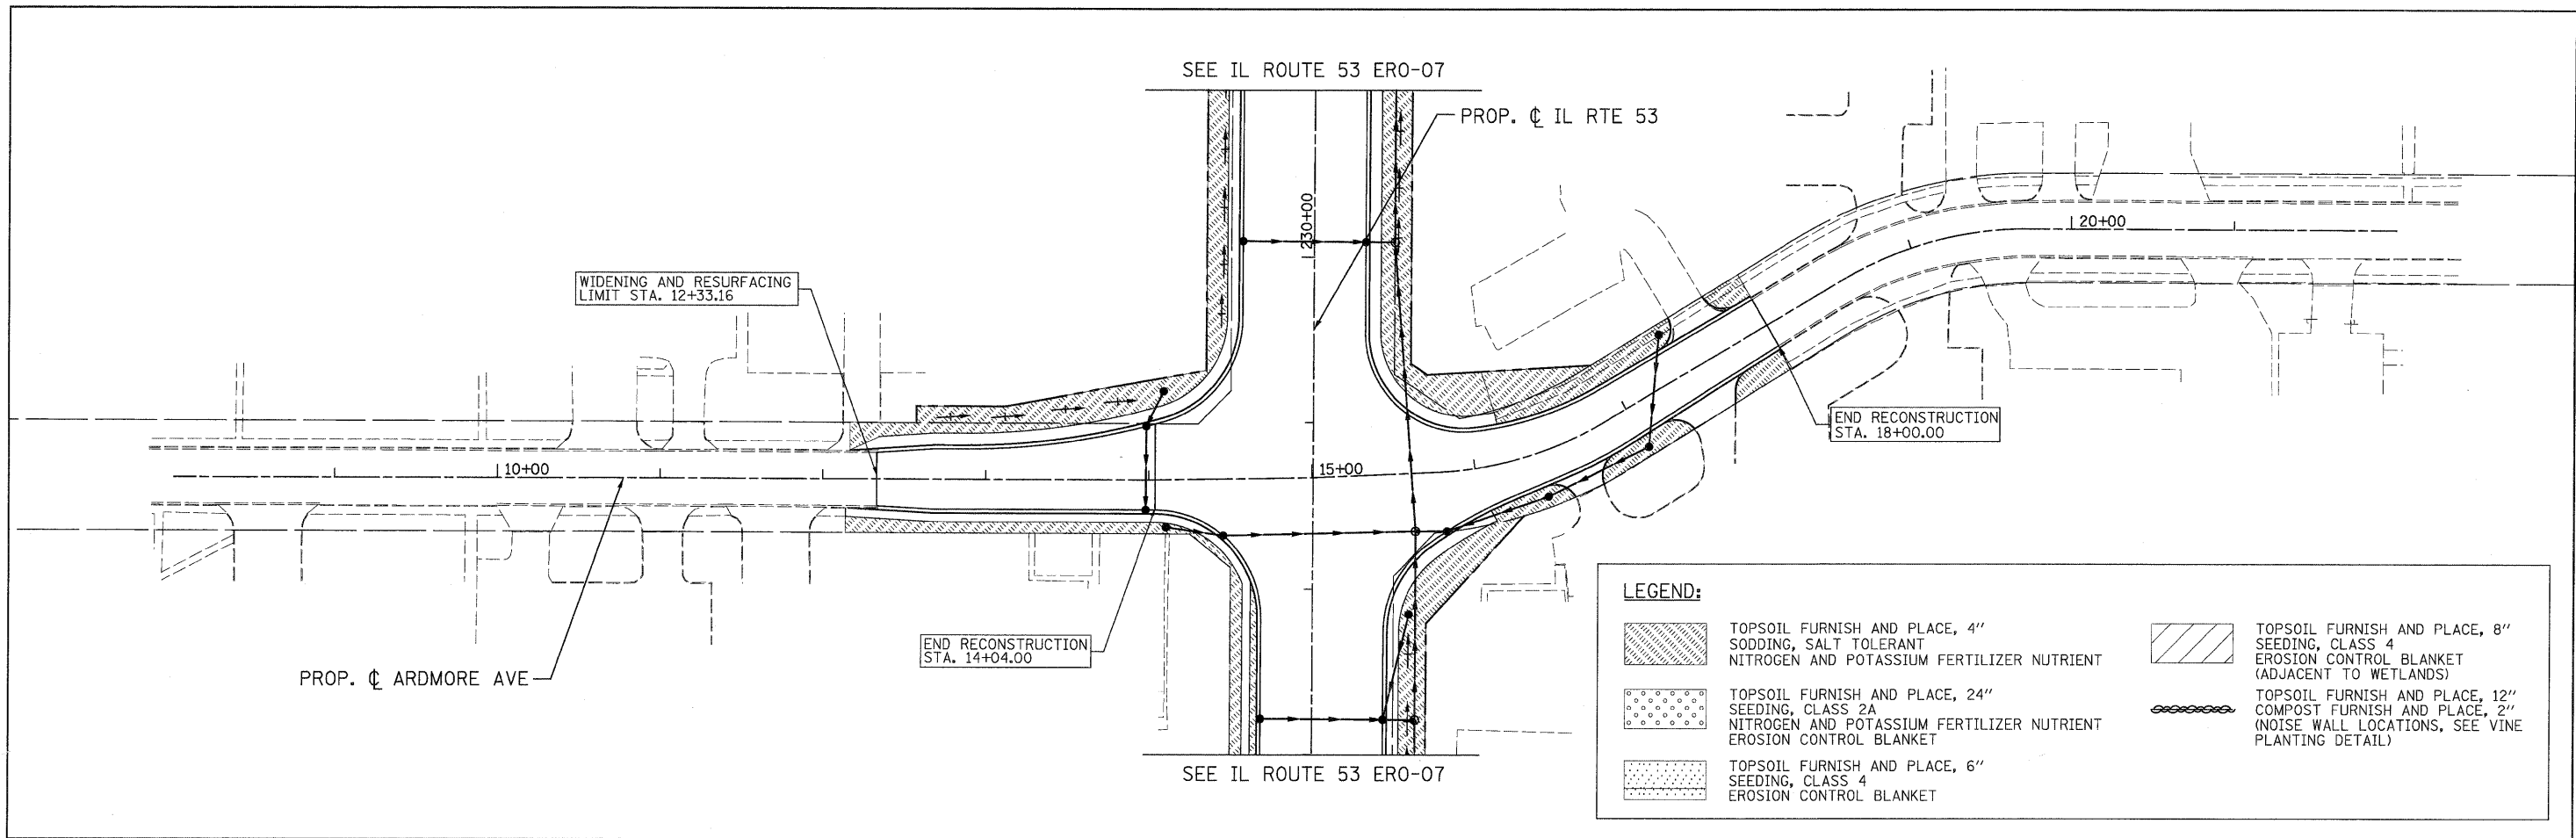 SEE IL ROUTE 53 ERO-07
PROP. ℄ IL RTE 53
230+00
20+00
WIDENING AND RESURFACING
LIMIT STA. 12+33.16
END RECONSTRUCTION
STA. 18+00.00
10+00
15+00
END RECONSTRUCTION
STA. 14+04.00
PROP. ℄ ARDMORE AVE
SEE IL ROUTE 53 ERO-07
LEGEND:
TOPSOIL FURNISH AND PLACE, 4"
SODDING, SALT TOLERANT
NITROGEN AND POTASSIUM FERTILIZER NUTRIENT
TOPSOIL FURNISH AND PLACE, 24"
SEEDING, CLASS 2A
NITROGEN AND POTASSIUM FERTILIZER NUTRIENT
EROSION CONTROL BLANKET
TOPSOIL FURNISH AND PLACE, 6"
SEEDING, CLASS 4
EROSION CONTROL BLANKET
TOPSOIL FURNISH AND PLACE, 8"
SEEDING, CLASS 4
EROSION CONTROL BLANKET
(ADJACENT TO WETLANDS)
TOPSOIL FURNISH AND PLACE, 12"
COMPOST FURNISH AND PLACE, 2"
(NOISE WALL LOCATIONS, SEE VINE
PLANTING DETAIL)